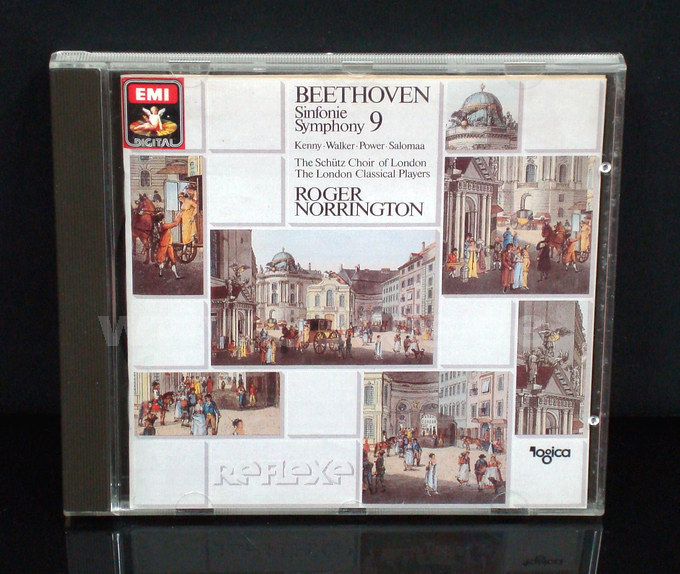 EMI
DIGITAL
BEETHOVEN
Sinfonie
Symphony 9
Kenny·Walker·Power·Salomaa
The Schütz Choir of London
The London Classical Players
ROGER
NORRINGTON
REFLEXE
logica